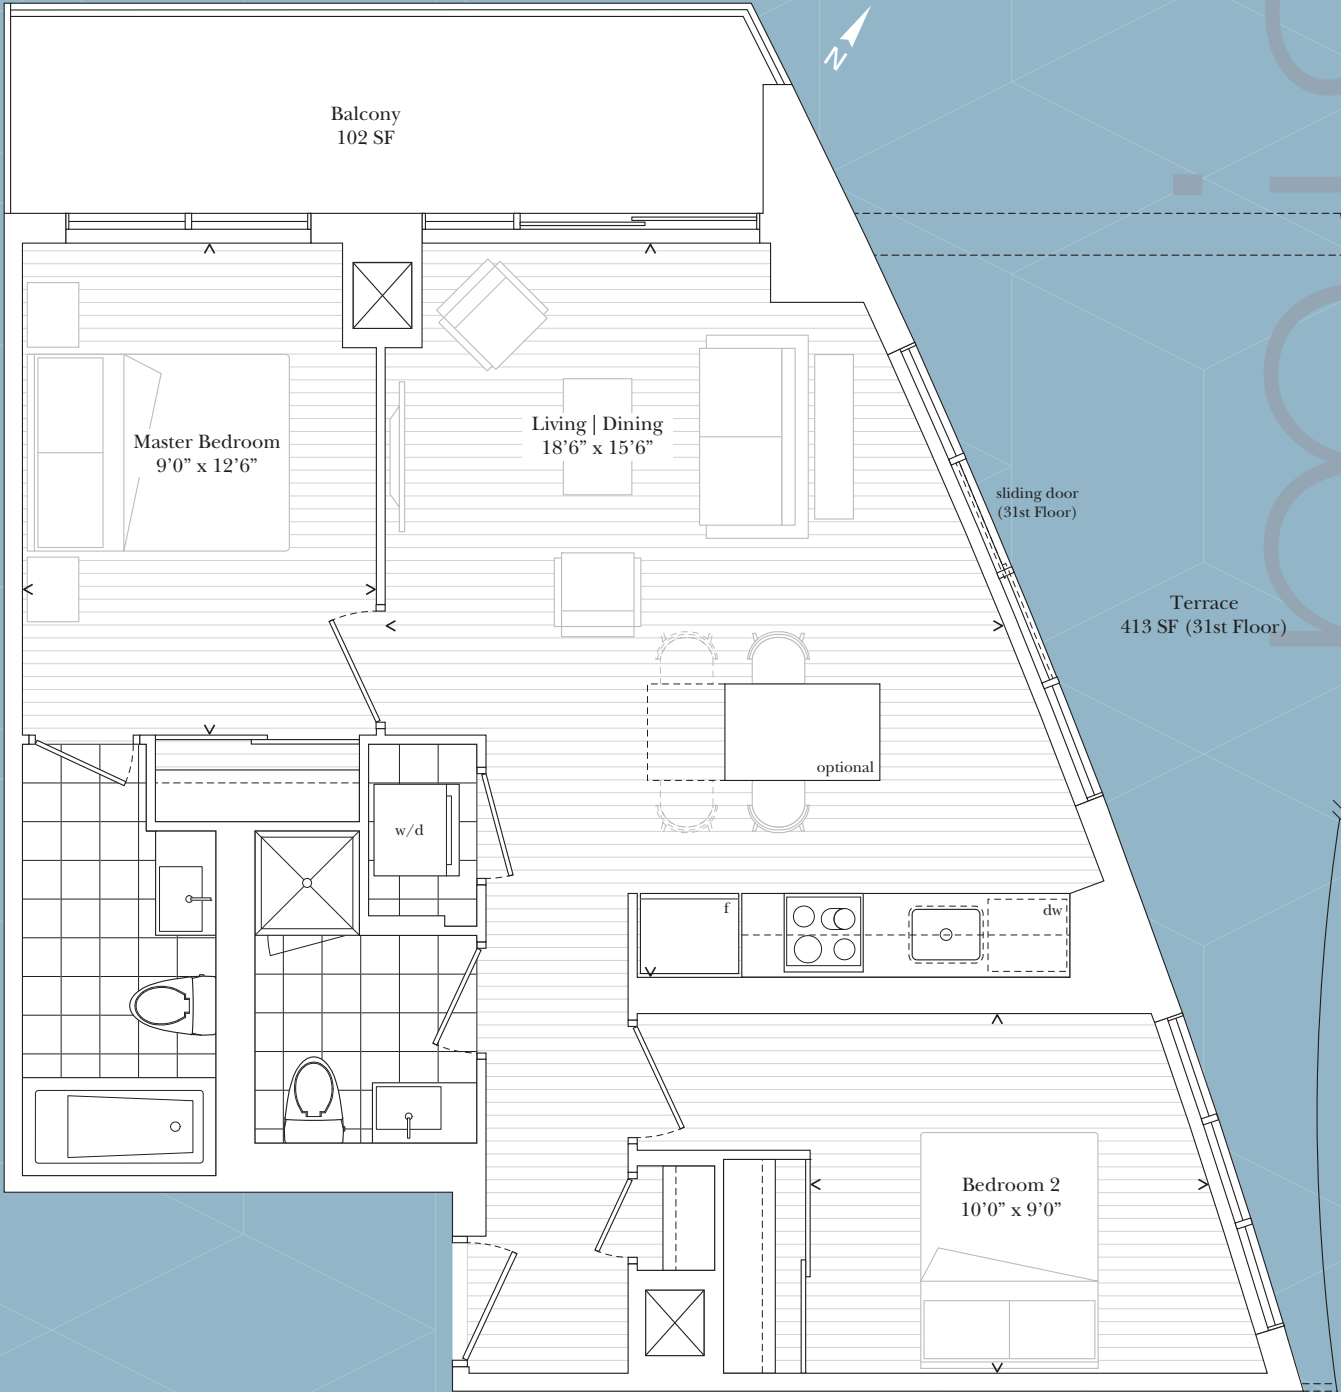 N
Balcony
102 SF
Master Bedroom
9’0” x 12’6”
Living | Dining
18’6” x 15’6”
sliding door
(31st Floor)
Terrace
413 SF (31st Floor)
optional
w/d
f
dw
Bedroom 2
10’0” x 9’0”